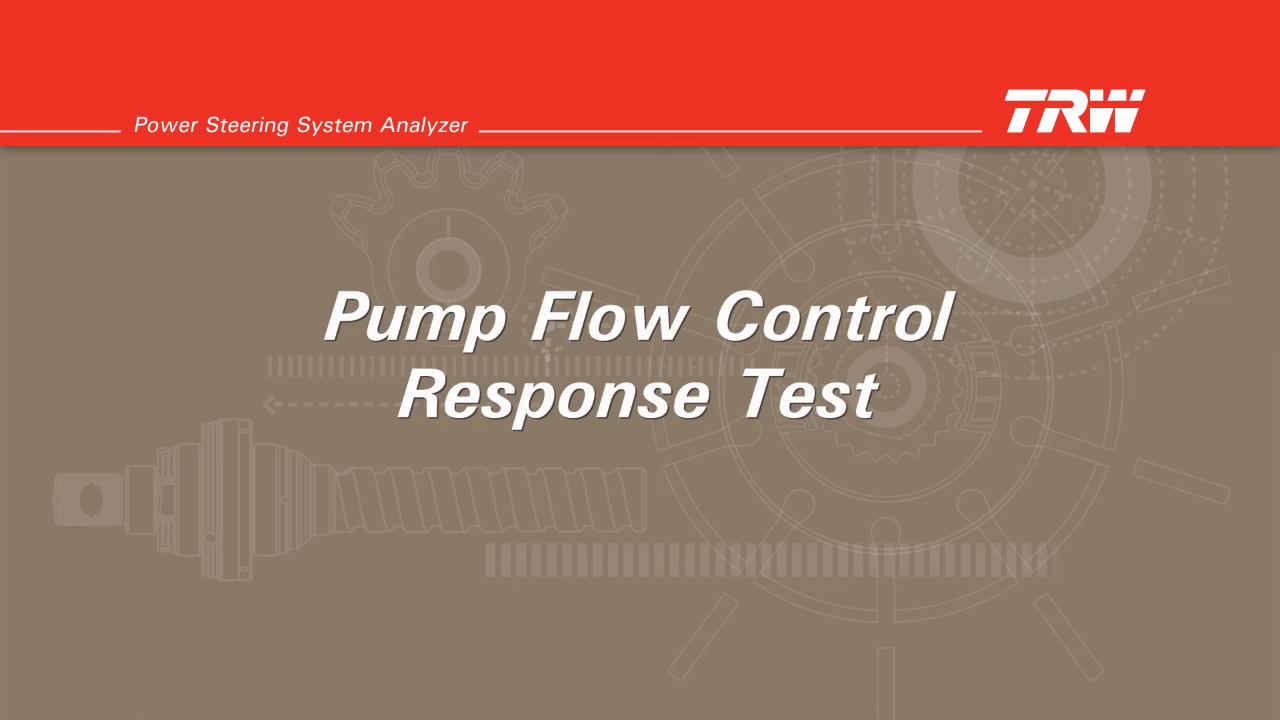 Power Steering System Analyzer
TRW
Pump Flow Control
Response Test